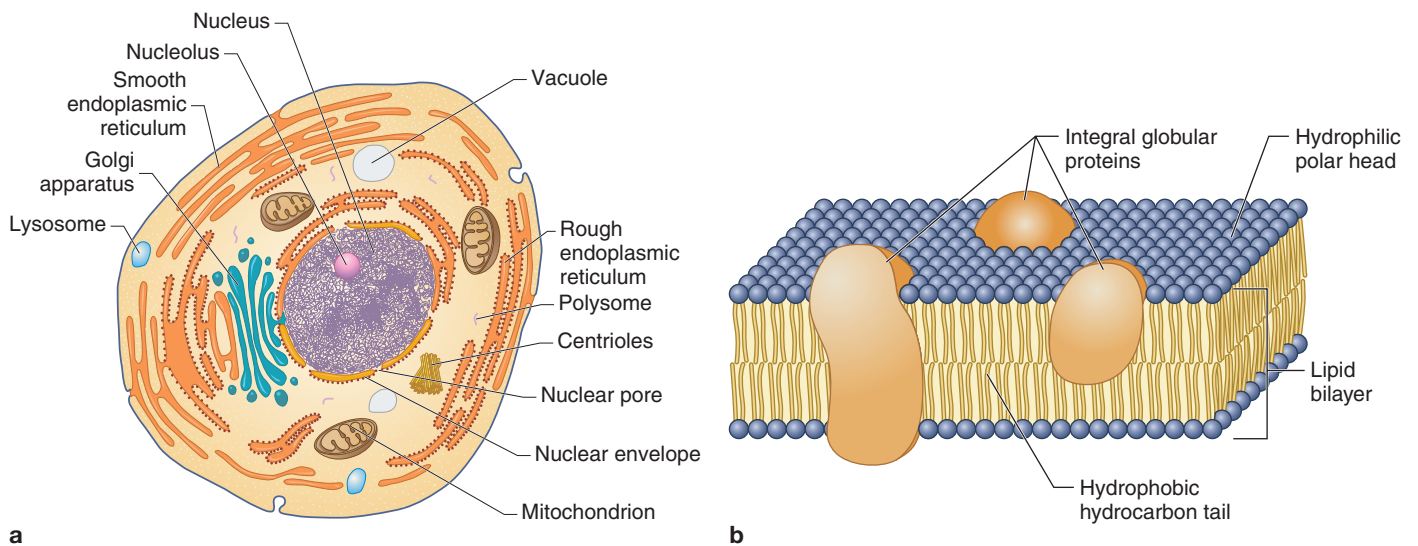 Nucleus
Nucleolus
Smooth
endoplasmic
reticulum
Golgi
apparatus
Lysosome
Vacuole
Rough
endoplasmic
reticulum
Polysome
Centrioles
Nuclear pore
Nuclear envelope
Mitochondrion
a
Integral globular
proteins
Hydrophilic
polar head
Lipid
bilayer
Hydrophobic
hydrocarbon tail
b